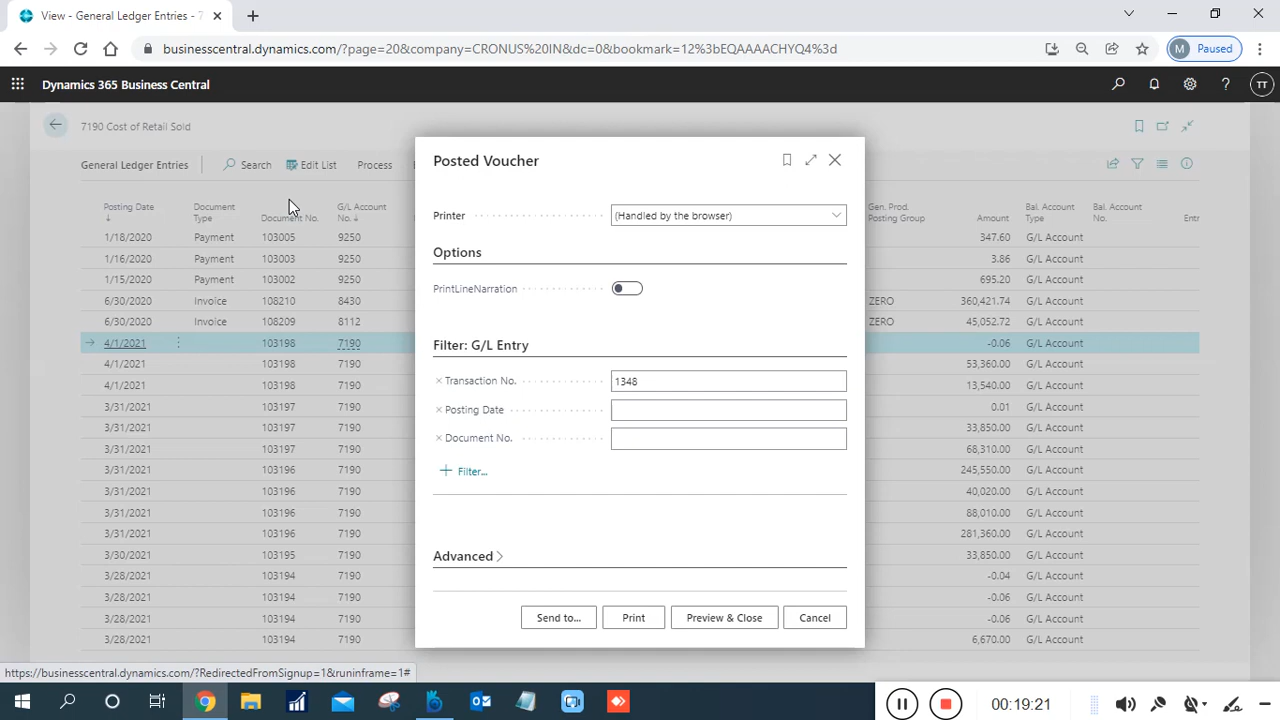 View - General Ledger Entries - 7
businesscentral.dynamics.com/?page=20&company=CRONUS%20IN&dc=0&bookmark=12%3bEQAAAACHYQ4%3d
M Paused
Dynamics 365 Business Central
TT
7190 Cost of Retail Sold
General Ledger Entries Search Edit List Process
Posting Date Document Type Document No. G/L Account No. Gen. Prod. Posting Group Amount Bal. Account Type Bal. Account No. Entr
1/18/2020 Payment 103005 9250 347.60 G/L Account
1/16/2020 Payment 103003 9250 3.86 G/L Account
1/15/2020 Payment 103002 9250 695.20 G/L Account
6/30/2020 Invoice 108210 8430 ZERO 360,421.74 G/L Account
6/30/2020 Invoice 108209 8112 ZERO 45,052.72 G/L Account
4/1/2021 103198 7190 -0.06 G/L Account
4/1/2021 103198 7190 53,360.00 G/L Account
4/1/2021 103198 7190 13,540.00 G/L Account
3/31/2021 103197 7190 0.01 G/L Account
3/31/2021 103197 7190 33,850.00 G/L Account
3/31/2021 103197 7190 68,310.00 G/L Account
3/31/2021 103196 7190 245,550.00 G/L Account
3/31/2021 103196 7190 40,020.00 G/L Account
3/31/2021 103196 7190 88,010.00 G/L Account
3/31/2021 103196 7190 281,360.00 G/L Account
3/30/2021 103195 7190 33,850.00 G/L Account
3/28/2021 103194 7190 -0.04 G/L Account
3/28/2021 103194 7190 -0.06 G/L Account
3/28/2021 103194 7190 -0.06 G/L Account
3/28/2021 103194 7190 6,670.00 G/L Account
Posted Voucher
Printer (Handled by the browser)
Options
PrintLineNarration
Filter: G/L Entry
Transaction No. 1348
Posting Date
Document No.
Filter...
Advanced
Send to... Print Preview & Close Cancel
https://businesscentral.dynamics.com/?RedirectedFromSignup=1&runinframe=1#
00:19:21